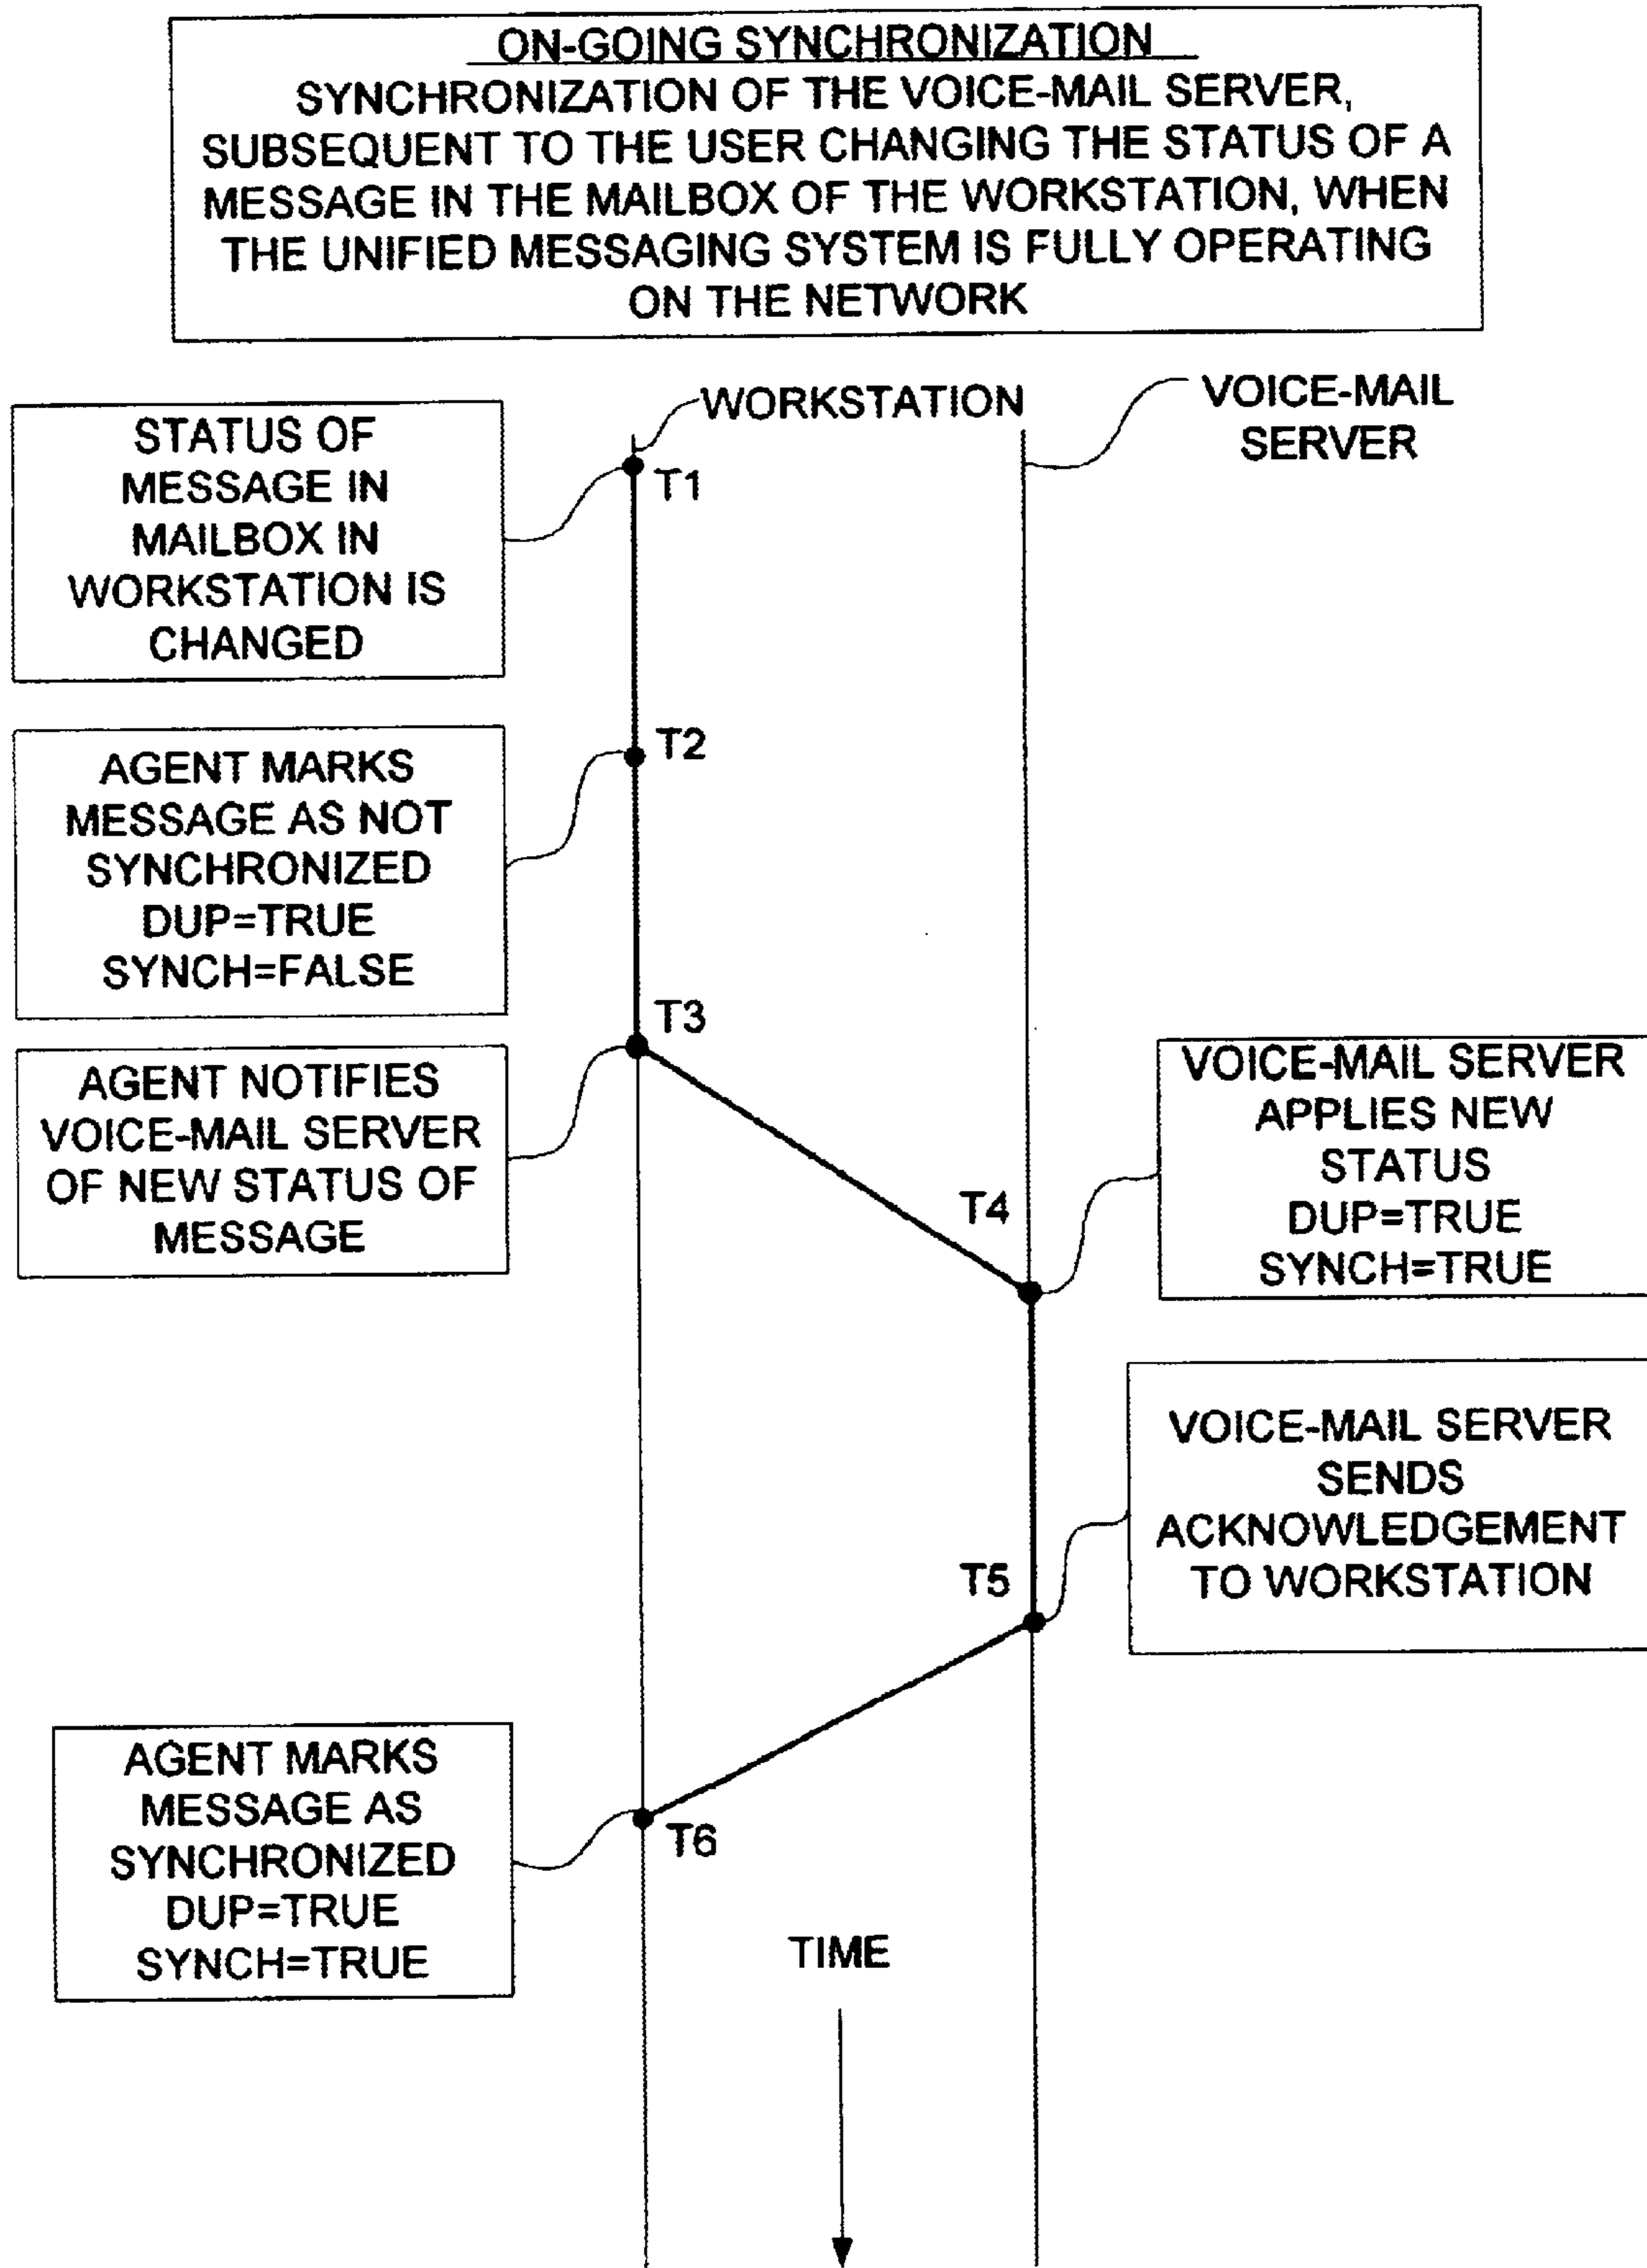 ON-GOING SYNCHRONIZATION
SYNCHRONIZATION OF THE VOICE-MAIL SERVER,
SUBSEQUENT TO THE USER CHANGING THE STATUS OF A
MESSAGE IN THE MAILBOX OF THE WORKSTATION, WHEN
THE UNIFIED MESSAGING SYSTEM IS FULLY OPERATING
ON THE NETWORK
WORKSTATION
VOICE-MAIL
SERVER
STATUS OF
MESSAGE IN
MAILBOX IN
WORKSTATION IS
CHANGED
T1
T2
AGENT MARKS
MESSAGE AS NOT
SYNCHRONIZED
DUP=TRUE
SYNCH=FALSE
T3
AGENT NOTIFIES
VOICE-MAIL SERVER
OF NEW STATUS OF
MESSAGE
VOICE-MAIL SERVER
APPLIES NEW
STATUS
DUP=TRUE
SYNCH=TRUE
T4
VOICE-MAIL SERVER
SENDS
ACKNOWLEDGEMENT
TO WORKSTATION
T5
AGENT MARKS
MESSAGE AS
SYNCHRONIZED
DUP=TRUE
SYNCH=TRUE
T6
TIME